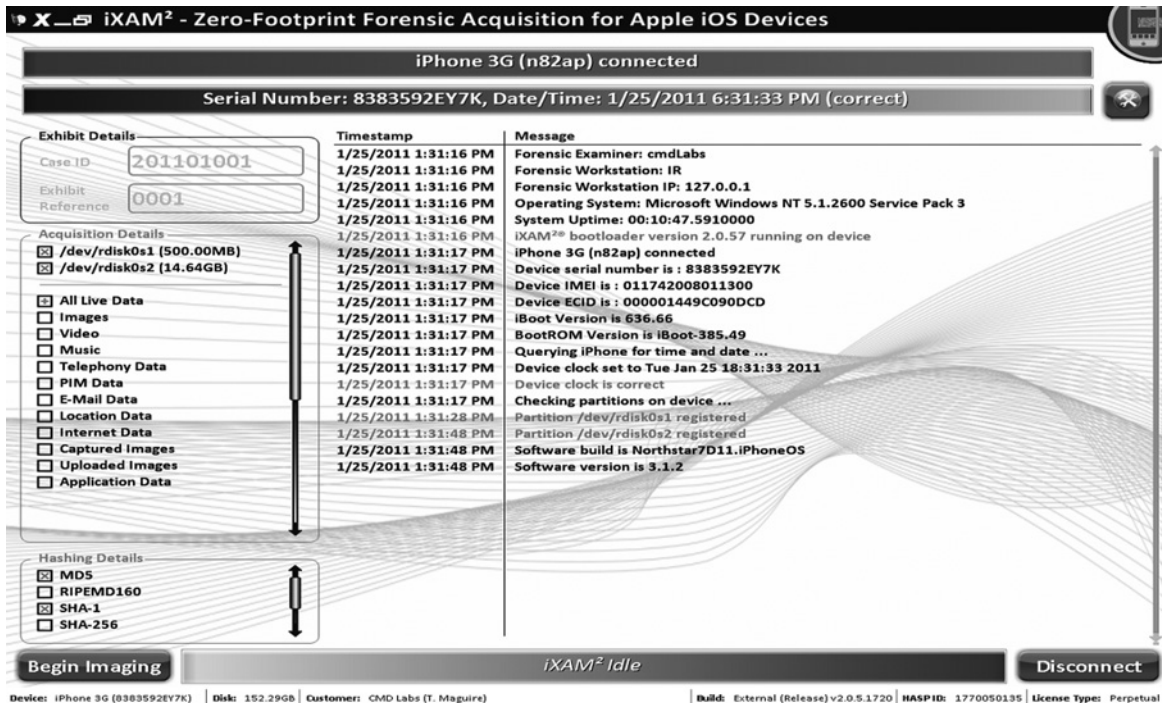 iXAM² - Zero-Footprint Forensic Acquisition for Apple iOS Devices
iPhone 3G (n82ap) connected
Serial Number: 8383592EY7K, Date/Time: 1/25/2011 6:31:33 PM (correct)
Exhibit Details
Case ID 201101001
Exhibit Reference 0001
Acquisition Details
/dev/rdisk0s1 (500.00MB)
/dev/rdisk0s2 (14.64GB)
All Live Data
Images
Video
Music
Telephony Data
PIM Data
E-Mail Data
Location Data
Internet Data
Captured Images
Uploaded Images
Application Data
Hashing Details
MD5
RIPEMD160
SHA-1
SHA-256
Timestamp Message
1/25/2011 1:31:16 PM Forensic Examiner: cmdLabs
1/25/2011 1:31:16 PM Forensic Workstation: IR
1/25/2011 1:31:16 PM Forensic Workstation IP: 127.0.0.1
1/25/2011 1:31:16 PM Operating System: Microsoft Windows NT 5.1.2600 Service Pack 3
1/25/2011 1:31:16 PM System Uptime: 00:10:47.5910000
1/25/2011 1:31:16 PM iXAM²® bootloader version 2.0.57 running on device
1/25/2011 1:31:17 PM iPhone 3G (n82ap) connected
1/25/2011 1:31:17 PM Device serial number is : 8383592EY7K
1/25/2011 1:31:17 PM Device IMEI is : 011742008011300
1/25/2011 1:31:17 PM Device ECID is : 000001449C090DCD
1/25/2011 1:31:17 PM iBoot Version is 636.66
1/25/2011 1:31:17 PM BootROM Version is iBoot-385.49
1/25/2011 1:31:17 PM Querying iPhone for time and date ...
1/25/2011 1:31:17 PM Device clock set to Tue Jan 25 18:31:33 2011
1/25/2011 1:31:17 PM Device clock is correct
1/25/2011 1:31:17 PM Checking partitions on device ...
1/25/2011 1:31:28 PM Partition /dev/rdisk0s1 registered
1/25/2011 1:31:48 PM Partition /dev/rdisk0s2 registered
1/25/2011 1:31:48 PM Software build is Northstar7D11.iPhoneOS
1/25/2011 1:31:48 PM Software version is 3.1.2
Begin Imaging
iXAM² Idle
Disconnect
Device: iPhone 3G (8383592EY7K) Disk: 152.29GB Customer: CMD Labs (T. Maguire) Build: External (Release) v2.0.5.1720 HASP ID: 1770050135 License Type: Perpetual